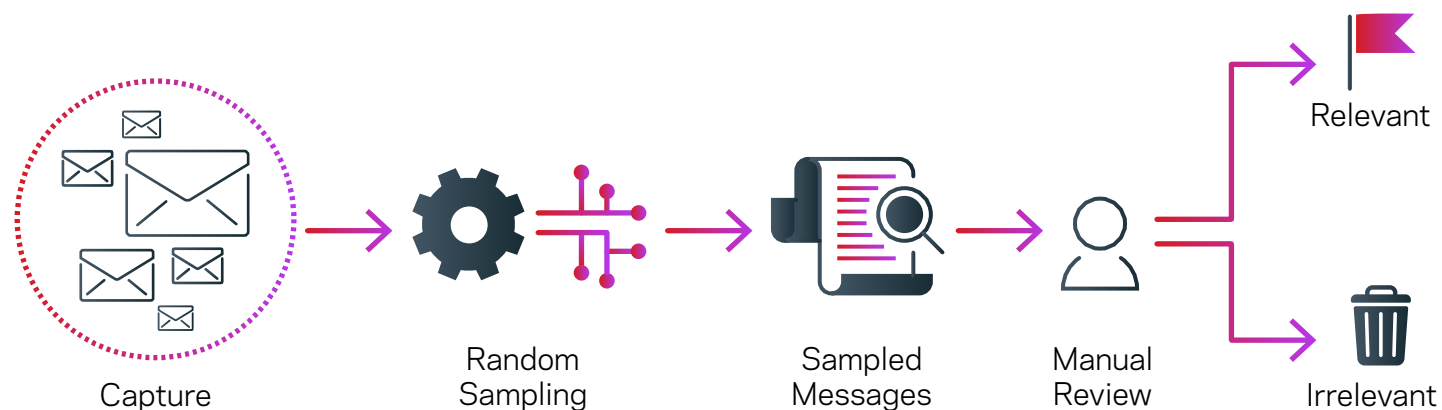 Capture
Random
Sampling
Sampled
Messages
Manual
Review
Relevant
Irrelevant